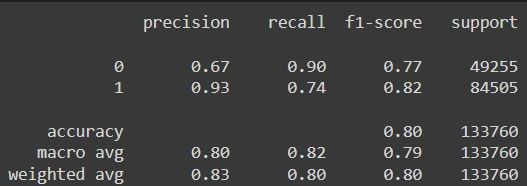 precision recall f1-score support
0 0.67 0.90 0.77 49255
1 0.93 0.74 0.82 84505
accuracy 0.80 133760
macro avg 0.80 0.82 0.79 133760
weighted avg 0.83 0.80 0.80 133760